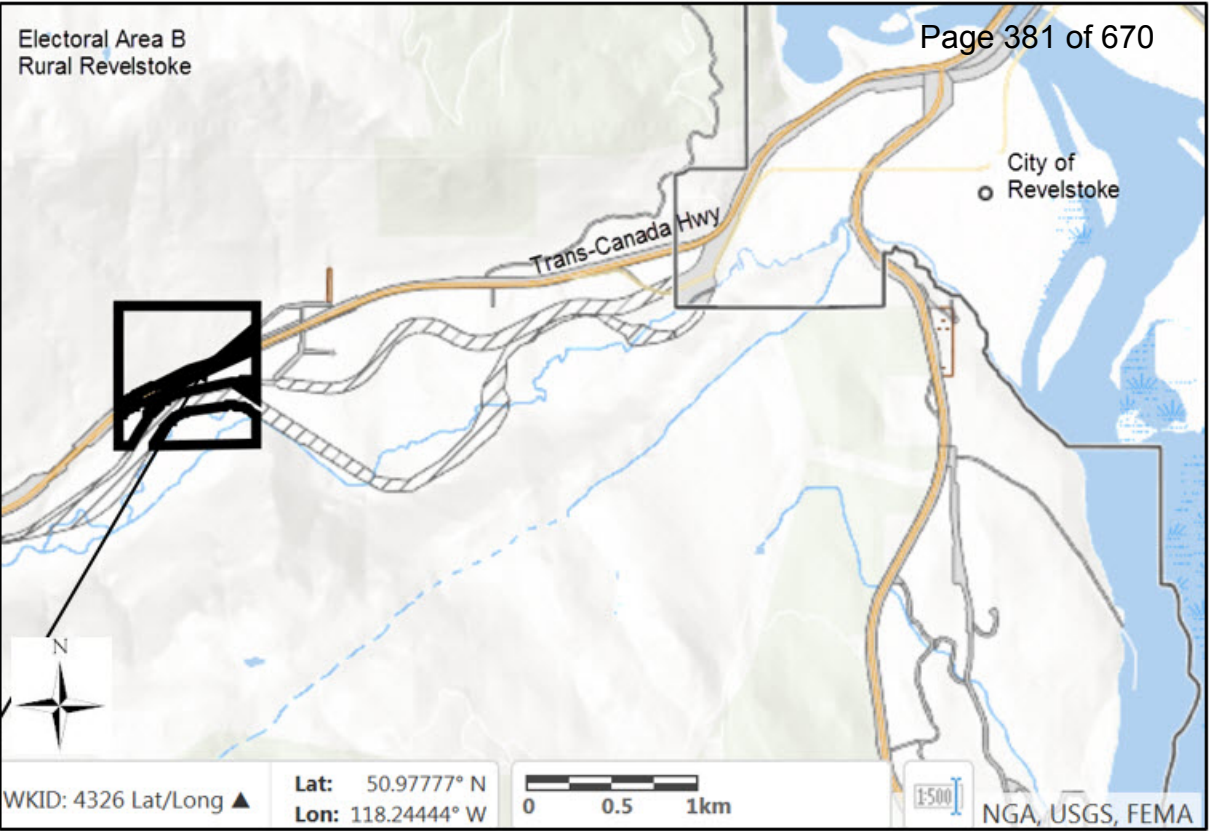 Electoral Area B
Rural Revelstoke
Page 381 of 670
City of
Revelstoke
Trans-Canada Hwy
N
WKID: 4326 Lat/Long ▲
Lat: 50.97777° N
Lon: 118.24444° W
0 0.5 1km
1:500
NGA, USGS, FEMA